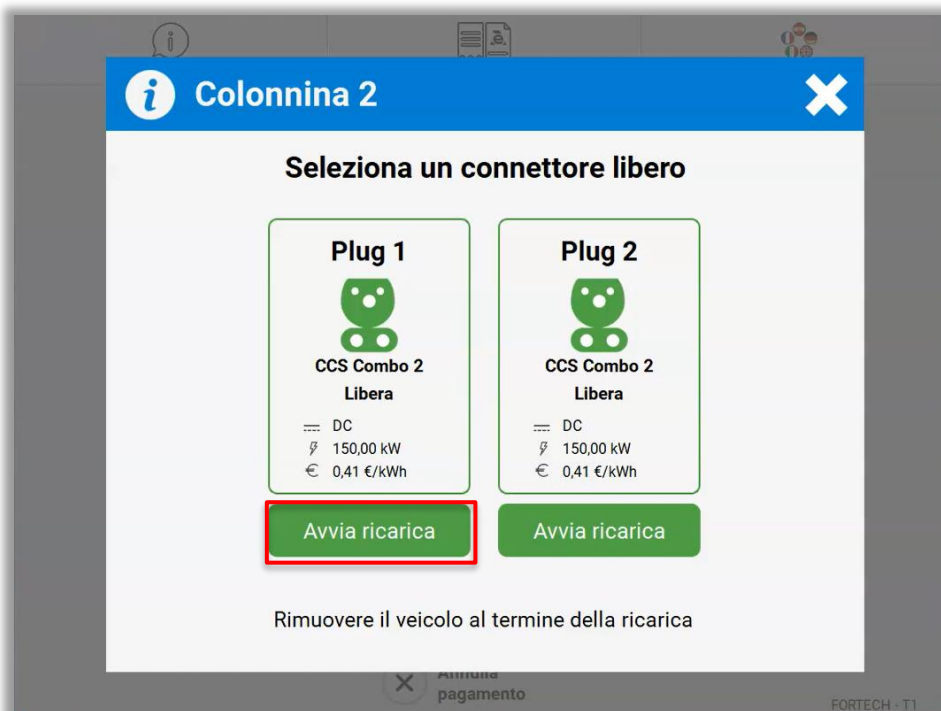 Colonnina 2
Seleziona un connettore libero
Plug 1
CCS Combo 2
Libera
DC
150,00 kW
0,41 €/kWh
Avvia ricarica
Plug 2
CCS Combo 2
Libera
DC
150,00 kW
0,41 €/kWh
Avvia ricarica
Rimuovere il veicolo al termine della ricarica
Annulla
pagamento
FORTECH - T1